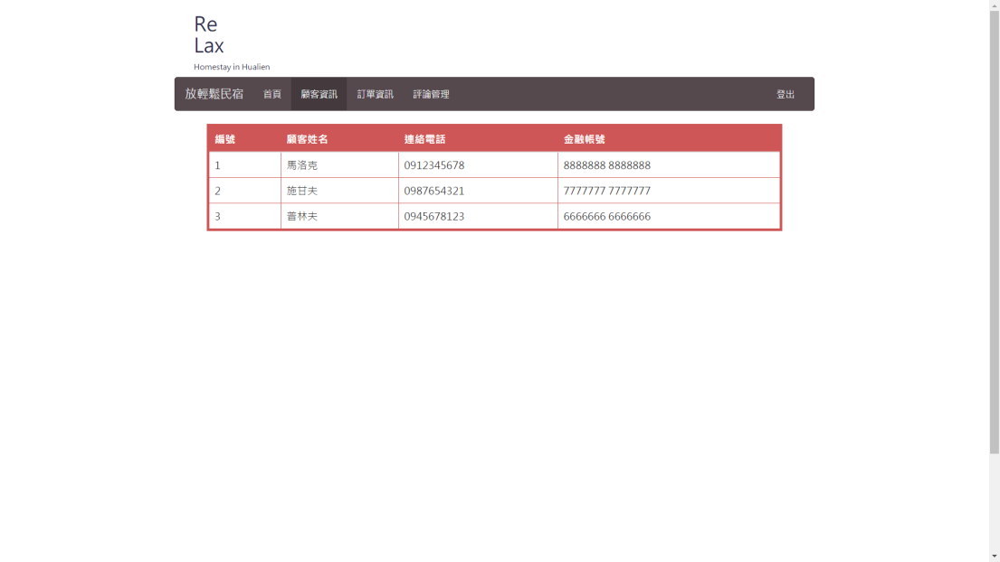 Re
Lax
Homestay in Hualien
放輕鬆民宿 首頁 顧客資訊 訂單資訊 評論管理 登出
編號 顧客姓名 連絡電話 金融帳號
1 馬洛克 0912345678 8888888 8888888
2 施甘夫 0987654321 7777777 7777777
3 普林夫 0945678123 6666666 6666666